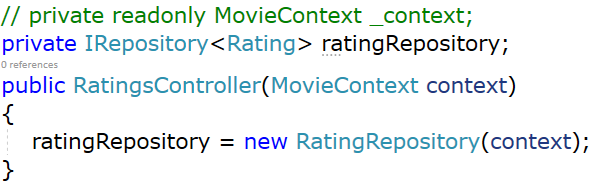 // private readonly MovieContext _context;
private IRepository<Rating> ratingRepository;
0 references
public RatingsController(MovieContext context)
{
ratingRepository = new RatingRepository(context);
}